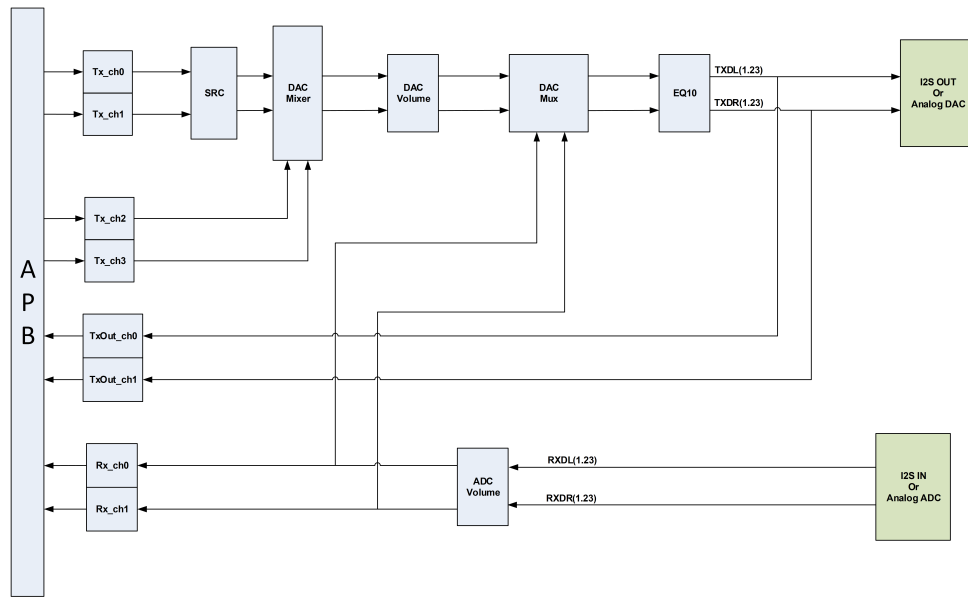 A
P
B
Tx_ch0
Tx_ch1
SRC
DAC
Mixer
DAC
Volume
DAC
Mux
EQ10
TXDL(1.23)
TXDR(1.23)
I2S OUT
Or
Analog DAC
Tx_ch2
Tx_ch3
TxOut_ch0
TxOut_ch1
Rx_ch0
Rx_ch1
ADC
Volume
RXDL(1.23)
RXDR(1.23)
I2S IN
Or
Analog ADC